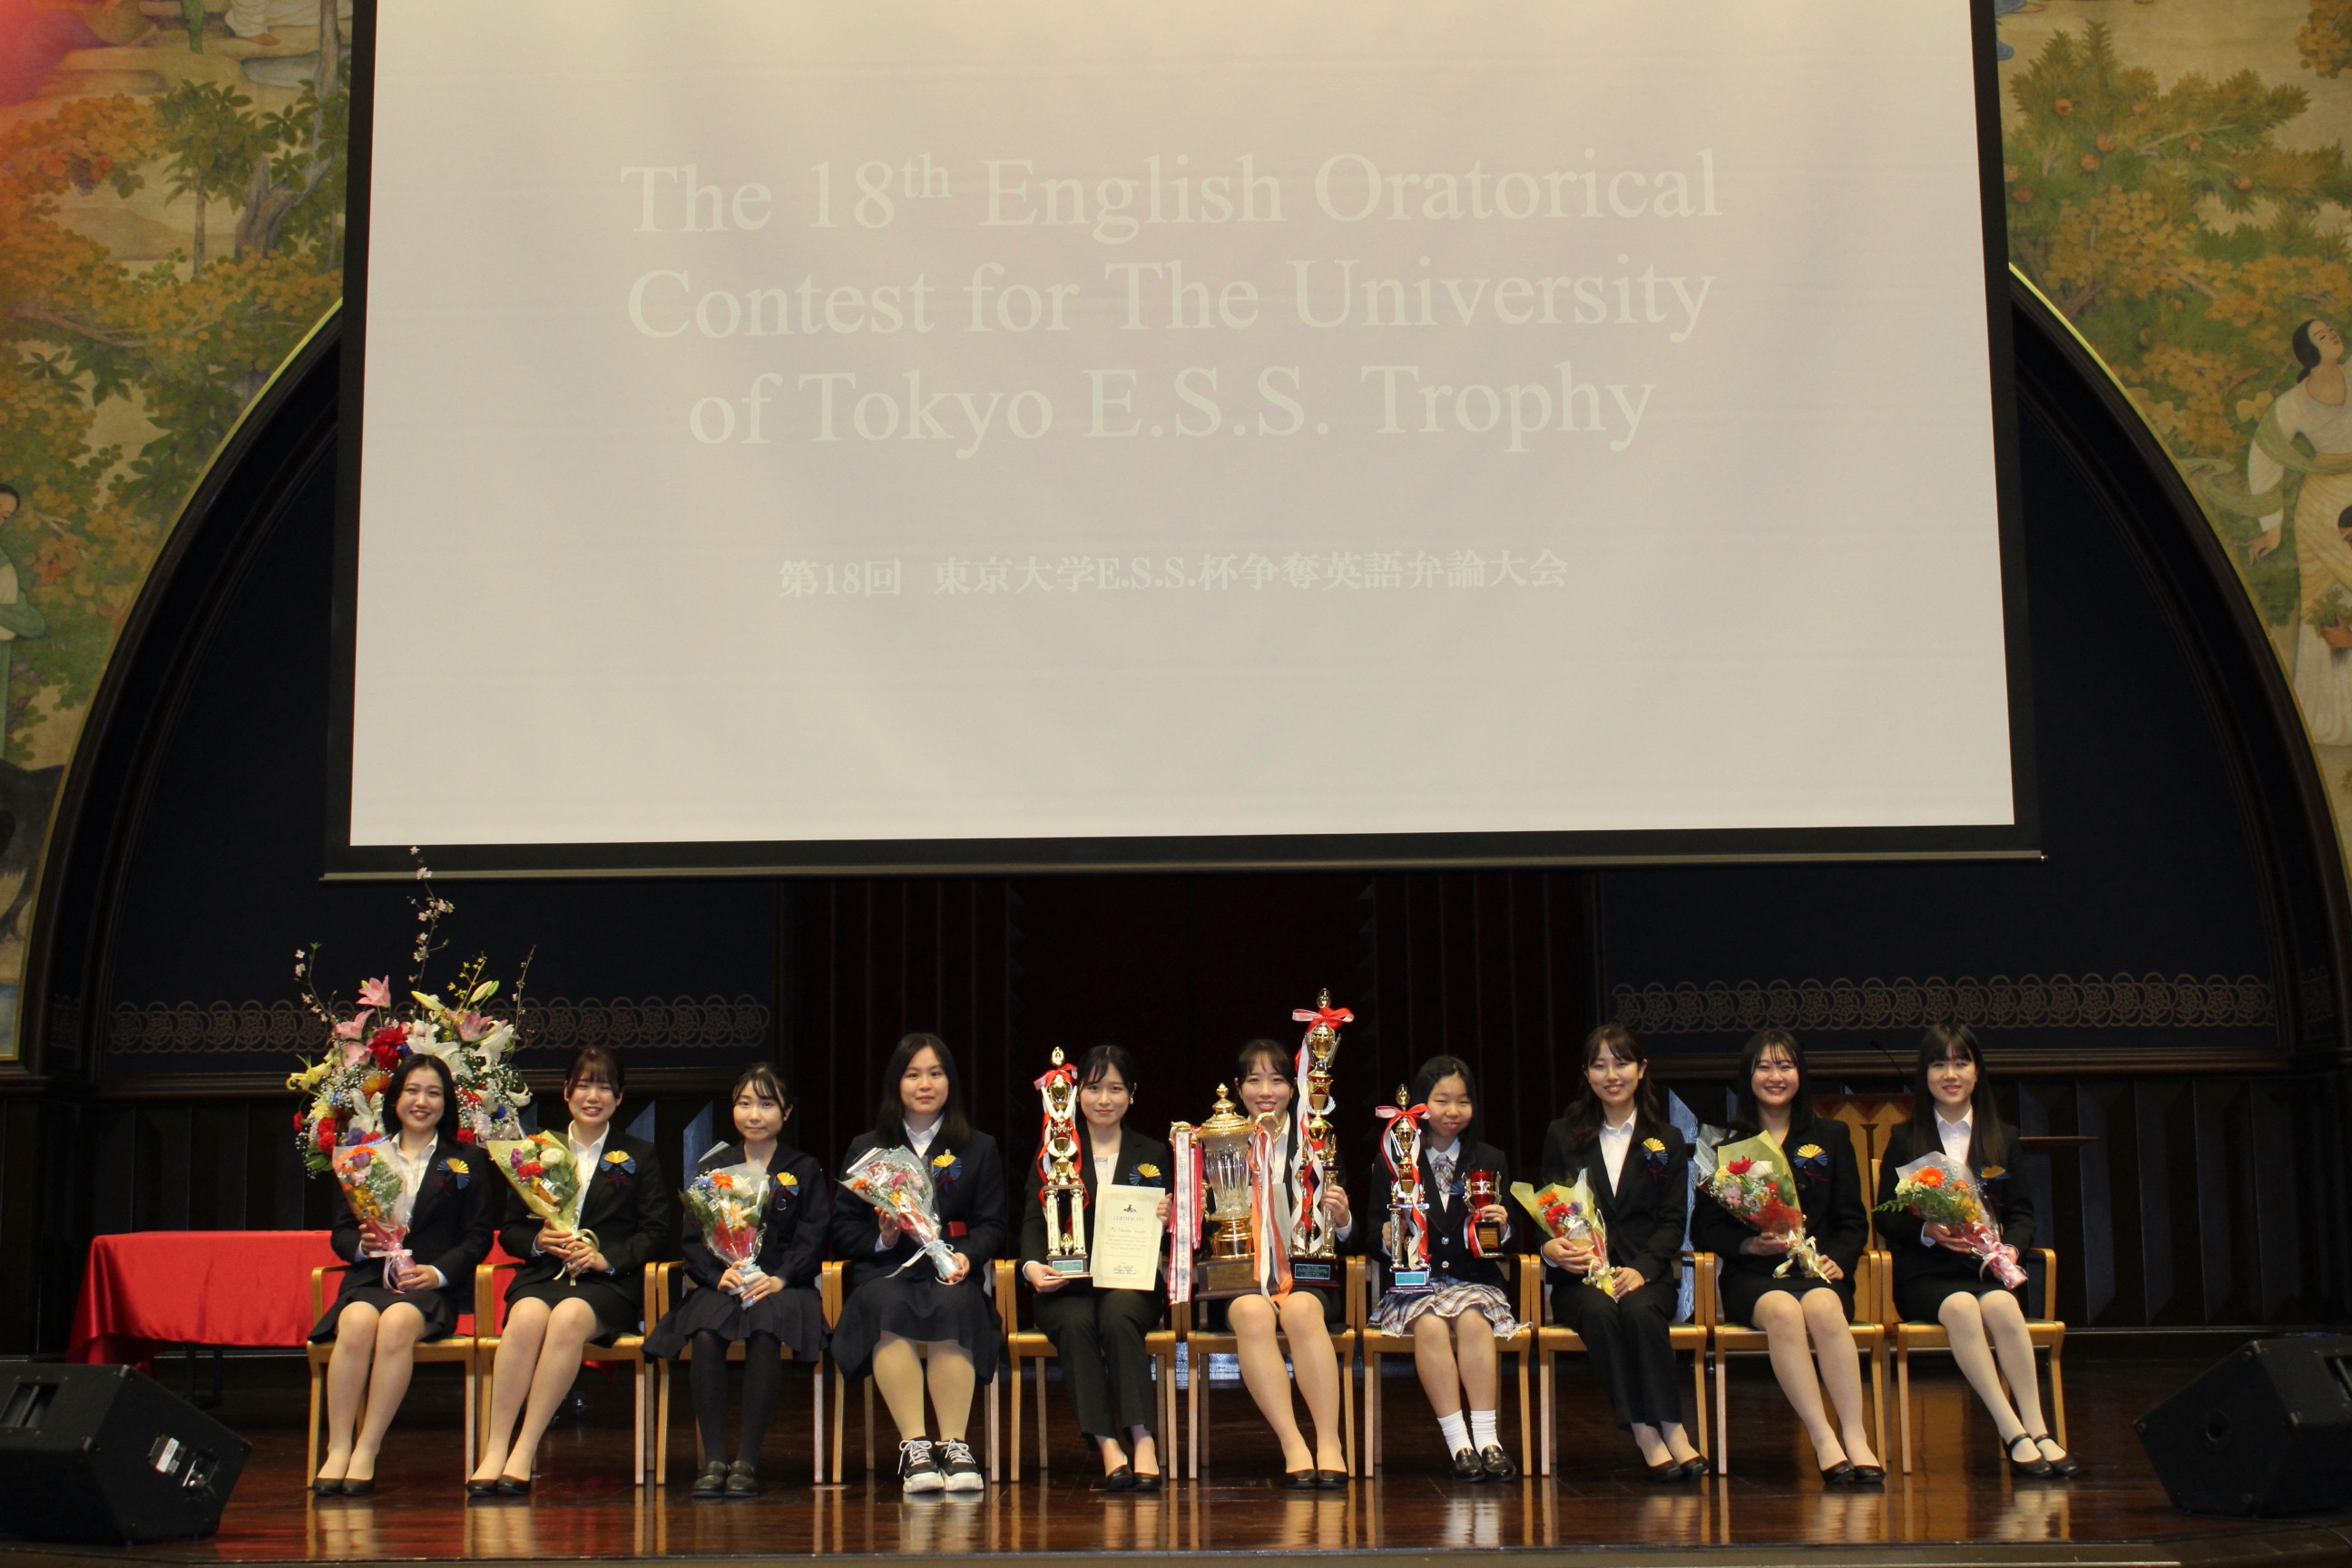 The 18th English Oratorical
Contest for The University
of Tokyo E.S.S. Trophy
第18回 東京大学E.S.S.杯争奪英語弁論大会
CERTIFICATE